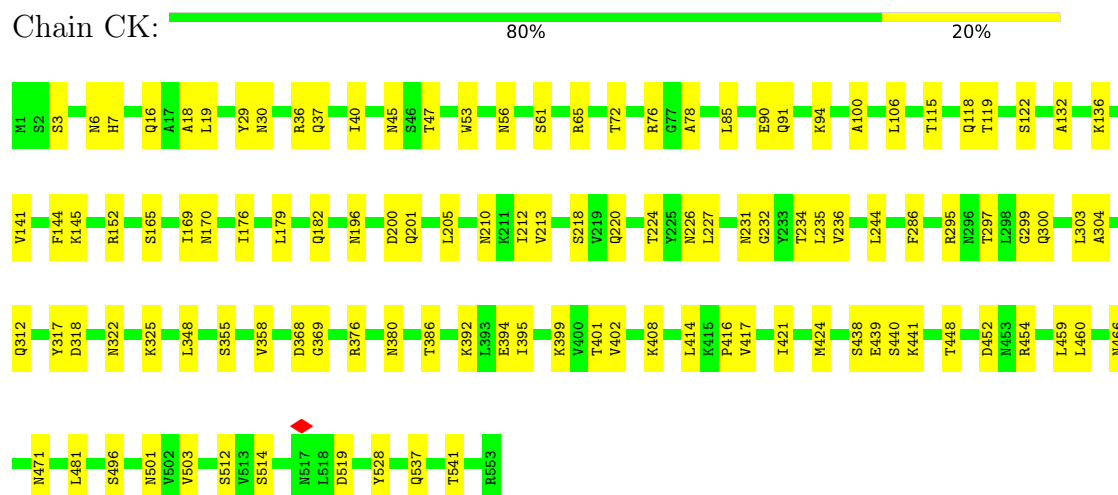 Chain CK:
80% 20%
M1 S2 S3 N6 H7 Q16 A17 A18 L19 Y29 N30 R36 Q37 I40 N45 S46 T47 W53 N56 S61 R65 T72 R76 G77 A78 L85 E90 Q91 K94 A100 L106 T115 Q118 T119 S122 A132 K136
V141 F144 K145 R152 S165 I169 N170 I176 L179 Q182 N196 D200 Q201 L205 N210 K211 I212 V213 S218 V219 Q220 T224 Y225 N226 L227 N231 G232 Y233 T234 L235 V236 L244 F286 R295 N296 T297 L298 G299 Q300 L303 A304
Q312 Y317 D318 N322 K325 L348 S355 V358 D368 G369 R376 N380 T386 K392 L393 E394 I395 K399 V400 T401 V402 K408 L414 K415 P416 V417 I421 M424 S438 E439 S440 K441 T448 D452 N453 R454 L459 L460 N466
N471 L481 S496 N501 V502 V503 S512 V513 S514 N517 L518 D519 Y528 Q537 T541 R553